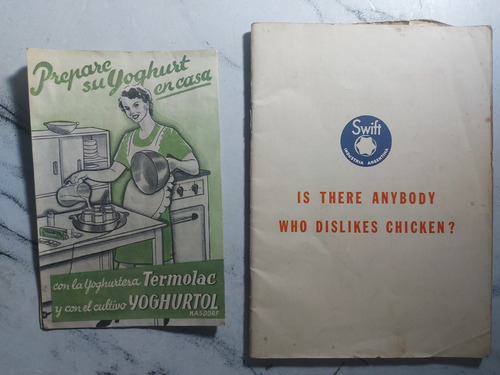 Prepare
su Yoghurt
en casa
con la Yoghurtera Termolac
y con el cultivo YOGHURTOL
KASDORF
Swift
INDUSTRIA ARGENTINA
IS THERE ANYBODY
WHO DISLIKES CHICKEN?